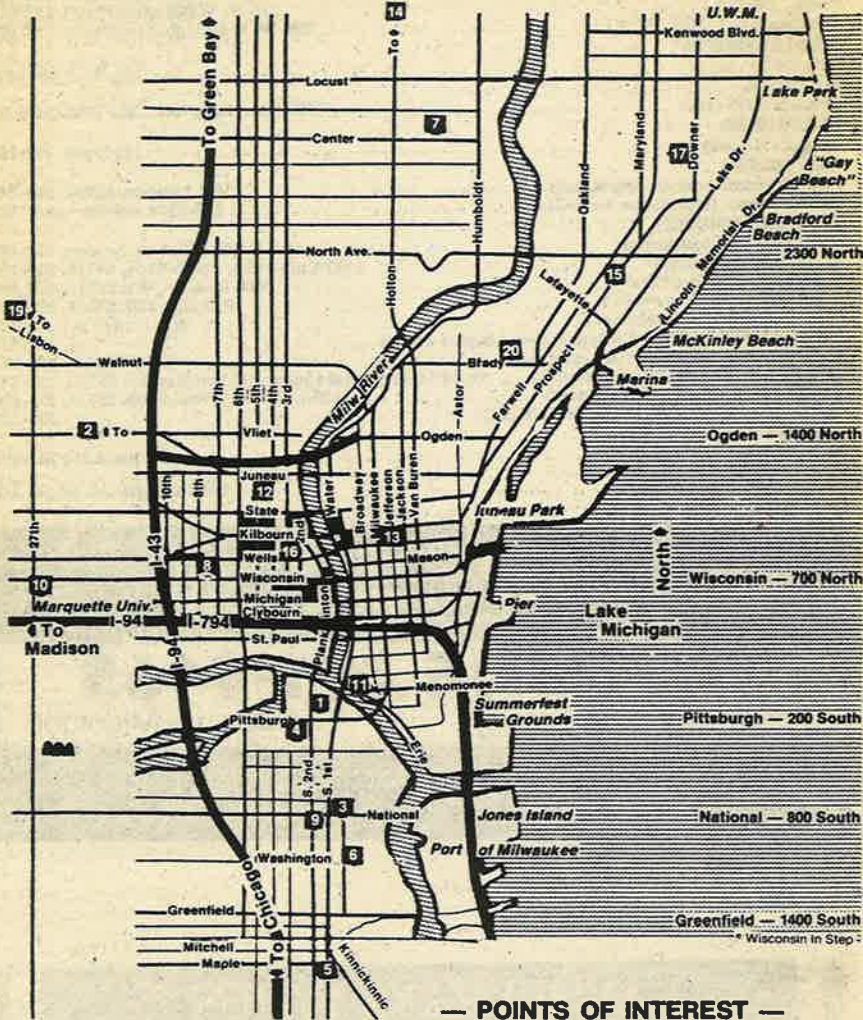 14
To
U.W.M.
Kenwood Blvd.
To Green Bay
Locust
Lake Park
7
Center
Maryland
17
Downer
Lake Dr.
"Gay Beach"
Oakland
Humboldt
Bradford Beach
North Ave.
2300 North
Lincoln Memorial Dr.
15
Holton
Lafayette
19
To Lisbon
McKinley Beach
Walnut
Brady
20
Marina
7th
6th
5th
4th
3rd
Milw. River
Astor
Farwell
Prospect
2
To
Vliet
Ogden
Ogden — 1400 North
Juneau
10th
8th
12
Water
Broadway
Milwaukee
Jefferson
Jackson
Van Buren
State
Juneau Park
27th
I-43
Kilbourn
2nd
13
Wells
16
Mason
North
8
Wisconsin
Wisconsin — 700 North
10
Michigan
Marquette Univ.
Clybourn
Plankinton
Pier
Lake Michigan
I-94
I-794
To Madison
I-94
St. Paul
11
Menomonee
1
Summerfest Grounds
Pittsburgh
Pittsburgh — 200 South
4
Erie
S. 2nd
S. 1st
3
National
Jones Island
National — 800 South
9
Port of Milwaukee
Washington
6
To Chicago
Greenfield
Greenfield — 1400 South
Wisconsin In Step
Mitchell
Maple
5
Kinnickinnic
— POINTS OF INTEREST —